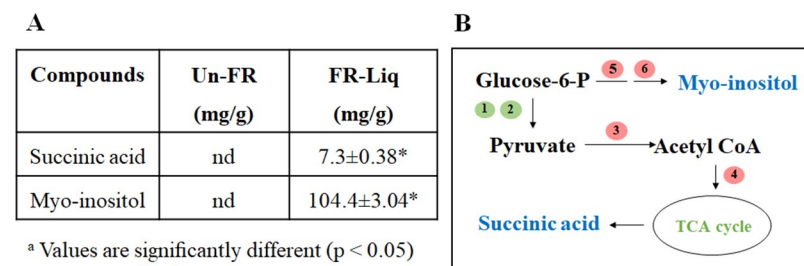 A
Compounds Un-FR FR-Liq
(mg/g) (mg/g)
Succinic acid nd 7.3±0.38*
Myo-inositol nd 104.4±3.04*
ª Values are significantly different (p < 0.05)
B
5 6
Glucose-6-P Myo-inositol
1 2
3
Pyruvate Acetyl CoA
4
Succinic acid TCA cycle